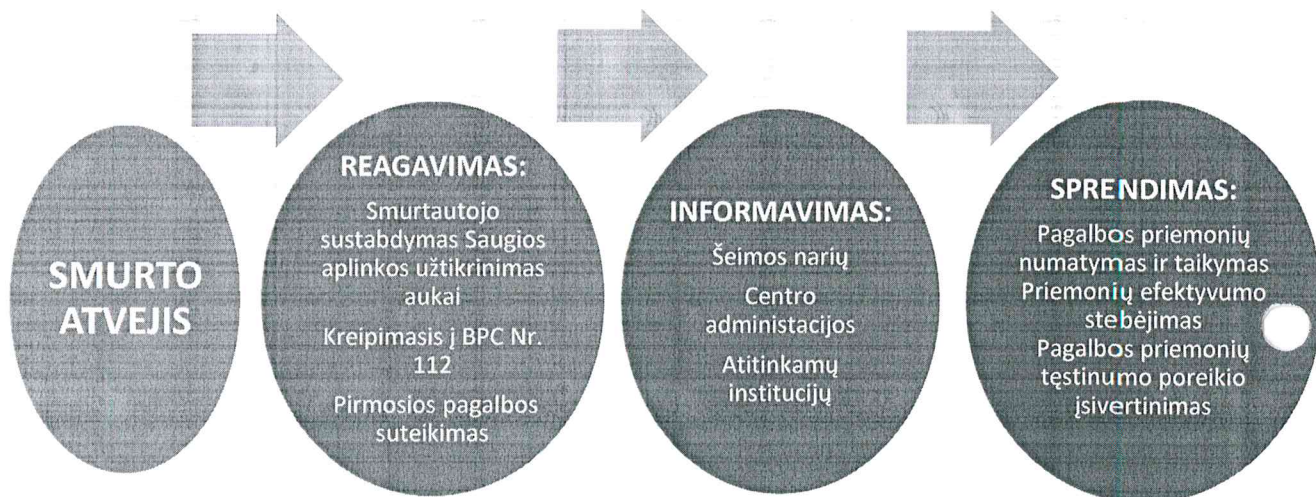 SMURTO
ATVEJIS
REAGAVIMAS:
Smurtautojo
sustabdymas Saugios
aplinkos užtikrinimas
aukai
Kreipimasis į BPC Nr.
112
Pirmosios pagalbos
suteikimas
INFORMAVIMAS:
Šeimos narių
Centro
administacijos
Atitinkamų
institucijų
SPRENDIMAS:
Pagalbos priemonių
numatymas ir taikymas
Priemonių efektyvumo
stebėjimas
Pagalbos priemonių
tęstinumo poreikio
įsivertinimas